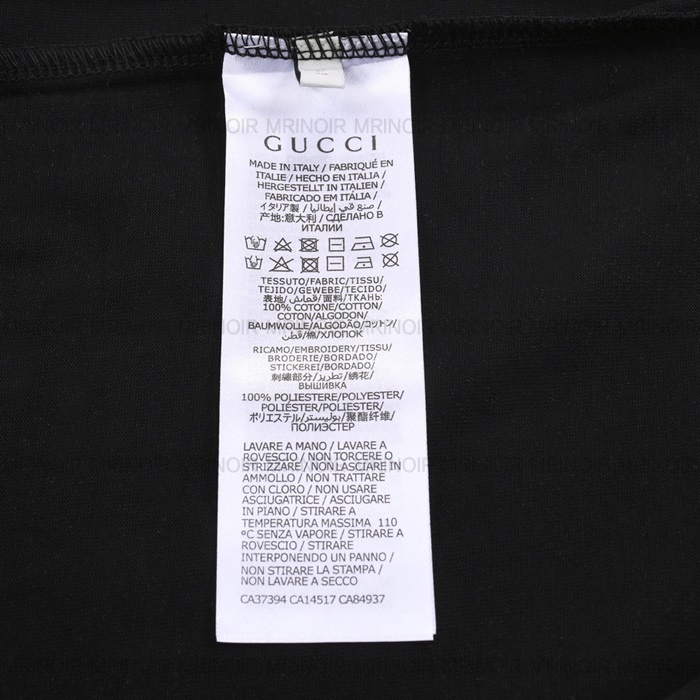 MRINOIR MRINOIR MRINOIR
GUCCI
MADE IN ITALY / FABRIQUÉ EN
ITALIE / HECHO EN ITALIA /
HERGESTELLT IN ITALIEN /
FABRICADO EM ITÁLIA /
イタリア製 / صنع في إيطاليا /
产地:意大利 / СДЕЛАНО В
ИТАЛИИ
TESSUTO/FABRIC/TISSU/
TEJIDO/GEWEBE/TECIDO/
表地/قماش/面料/ТКАНЬ:
100% COTONE/COTTON/
COTON/ALGODON/
BAUMWOLLE/ALGODÃO/コットン/
قطن/棉/ХЛОПОК
RICAMO/EMBROIDERY/TISSU/
BRODERIE/BORDADO/
STICKEREI/BORDADO/
刺繍部分/تطريز/绣花/
ВЫШИВКА
100% POLIESTERE/POLYESTER/
POLIÉSTER/POLYESTER/
ポリエステル/بوليستر/聚酯纤维/
ПОЛИЭСТЕР
LAVARE A MANO / LAVARE A
ROVESCIO / NON TORCERE O
STRIZZARE / NON LASCIARE IN
AMMOLLO / NON TRATTARE
CON CLORO / NON USARE
ASCIUGATRICE / ASCIUGARE
IN PIANO / STIRARE A
TEMPERATURA MASSIMA 110
ºC SENZA VAPORE / STIRARE A
ROVESCIO / STIRARE
INTERPONENDO UN PANNO /
NON STIRARE LA STAMPA /
NON LAVARE A SECCO
CA37394 CA14517 CA84937